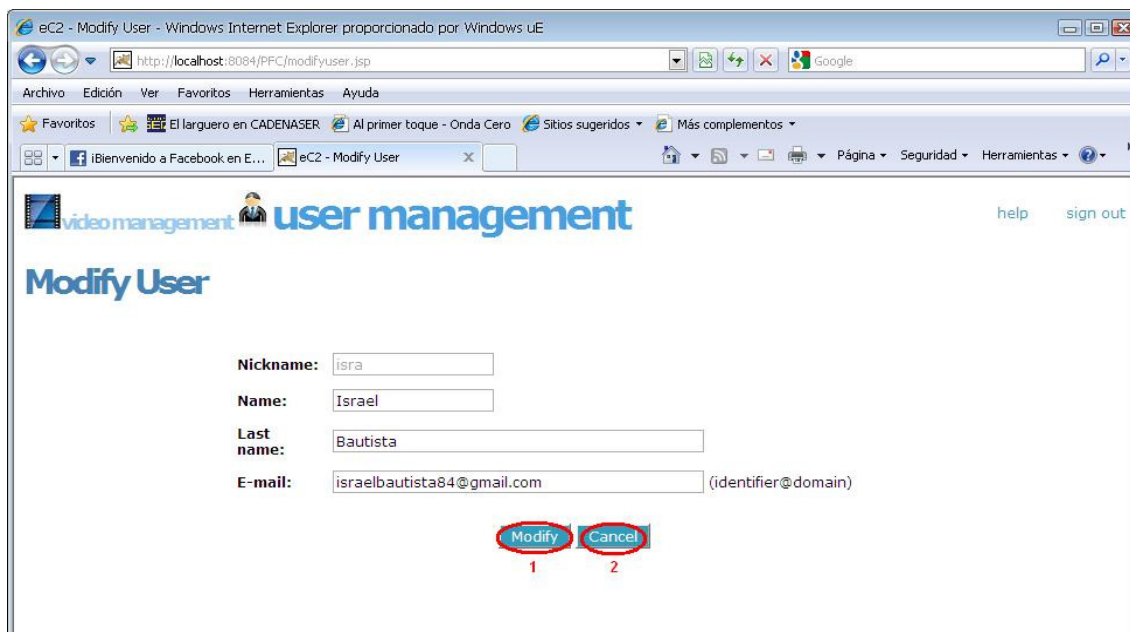 eC2 - Modify User - Windows Internet Explorer proporcionado por Windows uE
http://localhost:8084/PFC/modifyuser.jsp
Google
Archivo Edición Ver Favoritos Herramientas Ayuda
Favoritos El larguero en CADENASER Al primer toque - Onda Cero Sitios sugeridos Más complementos
¡Bienvenido a Facebook en E... eC2 - Modify User Página Seguridad Herramientas
video management user management help sign out
Modify User
Nickname: isra
Name: Israel
Last name: Bautista
E-mail: israelbautista84@gmail.com (identifier@domain)
Modify Cancel
1 2